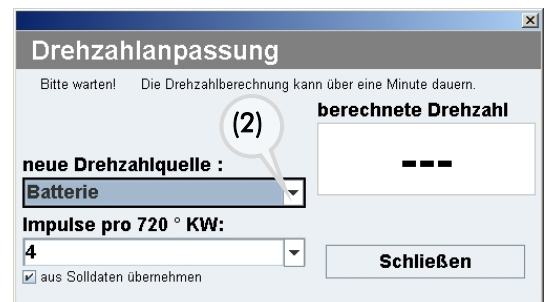 Drehzahlanpassung
Bitte warten! Die Drehzahlberechnung kann über eine Minute dauern.
(2)
berechnete Drehzahl
---
neue Drehzahlquelle :
Batterie
Impulse pro 720 ° KW:
4
aus Solldaten übernehmen
Schließen